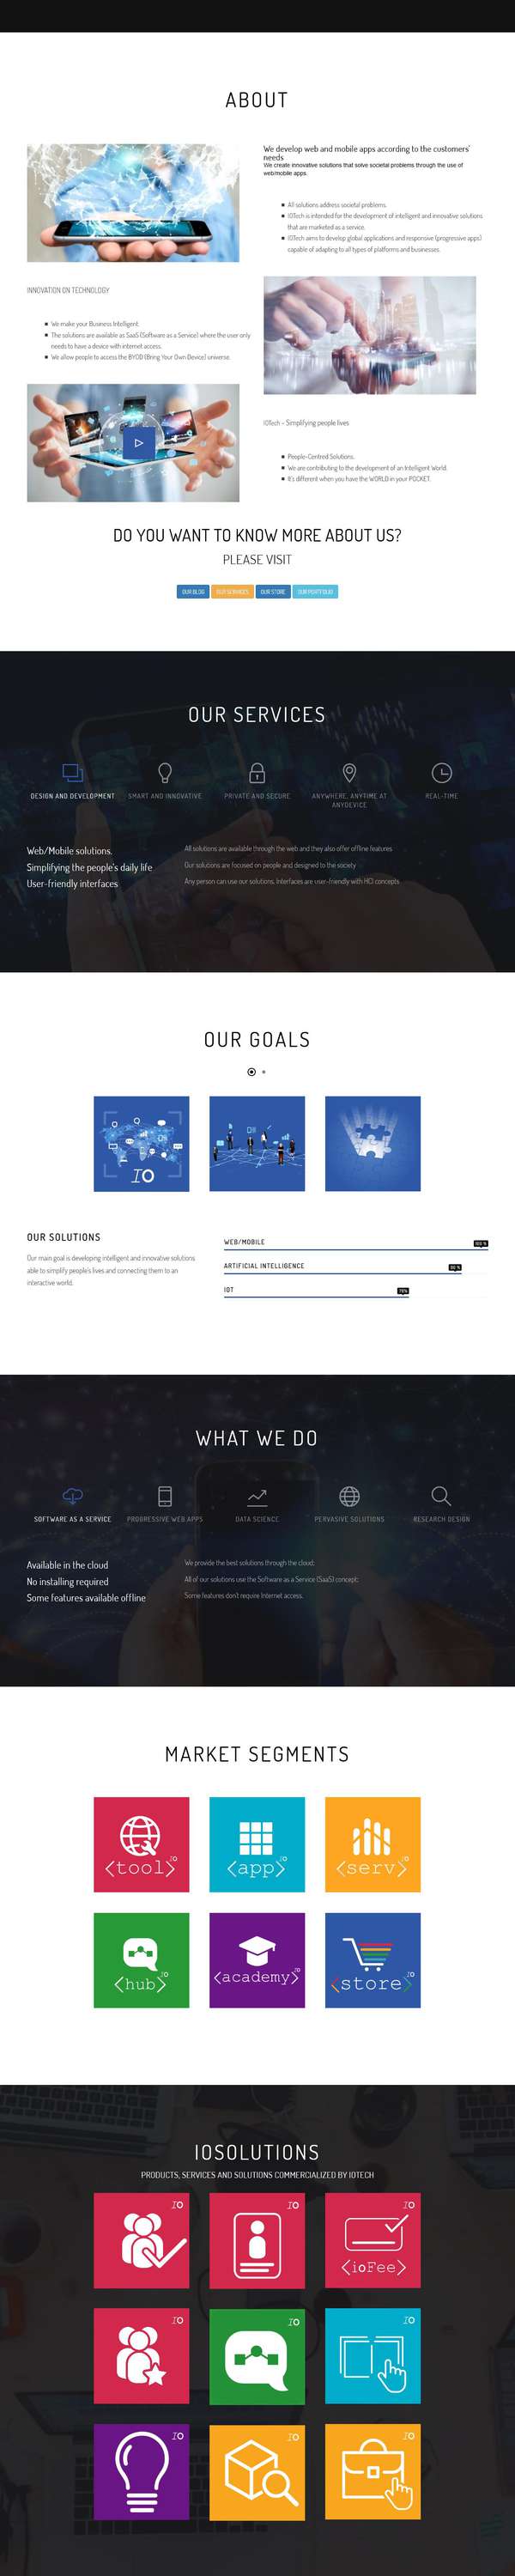 ABOUT
We develop web and mobile apps according to the customers'
needs
We create innovative solutions that solve societal problems through the use of
web/mobile apps.
All solutions address societal problems.
IOTech is intended for the development of intelligent and innovative solutions
that are marketed as a service.
IOTech aims to develop global applications and responsive (progressive apps)
capable of adapting to all types of platforms and businesses.
INNOVATION ON TECHNOLOGY
We make your Business Intelligent.
The solutions are available as SaaS (Software as a Service) where the user only
needs to have a device with internet access.
We allow people to access the BYOD (Bring Your Own Device) universe.
IOTech - Simplifying people lives
People-Centred Solutions.
We are contributing to the development of an Intelligent World.
It's different when you have the WORLD in your POCKET.
DO YOU WANT TO KNOW MORE ABOUT US?
PLEASE VISIT
OUR BLOG OUR SERVICES OUR STORE OUR PORTFOLIO
OUR SERVICES
DESIGN AND DEVELOPMENT SMART AND INNOVATIVE PRIVATE AND SECURE ANYWHERE, ANYTIME AT REAL-TIME
ANYDEVICE
Web/Mobile solutions.
Simplifying the people's daily life
User-friendly interfaces
All solutions are available through the web and they also offer offline features
Our solutions are focused on people and designed to the society
Any person can use our solutions. Interfaces are user-friendly with HCI concepts
OUR GOALS
IO
OUR SOLUTIONS
Our main goal is developing intelligent and innovative solutions
able to simplify people's lives and connecting them to an
interactive world.
WEB/MOBILE
100 %
ARTIFICIAL INTELLIGENCE
90 %
IOT
70%
WHAT WE DO
SOFTWARE AS A SERVICE PROGRESSIVE WEB APPS DATA SCIENCE PERVASIVE SOLUTIONS RESEARCH DESIGN
Available in the cloud
No installing required
Some features available offline
We provide the best solutions through the cloud;
All of our solutions use the Software as a Service (SaaS) concept;
Some features don't require Internet access.
MARKET SEGMENTS
<tool>IO <app>IO <serv>IO
<hub>IO <academy>IO <store>IO
IOSOLUTIONS
PRODUCTS, SERVICES AND SOLUTIONS COMMERCIALIZED BY IOTECH
IO IO IO
<ioFee>
IO IO IO
IO IO IO